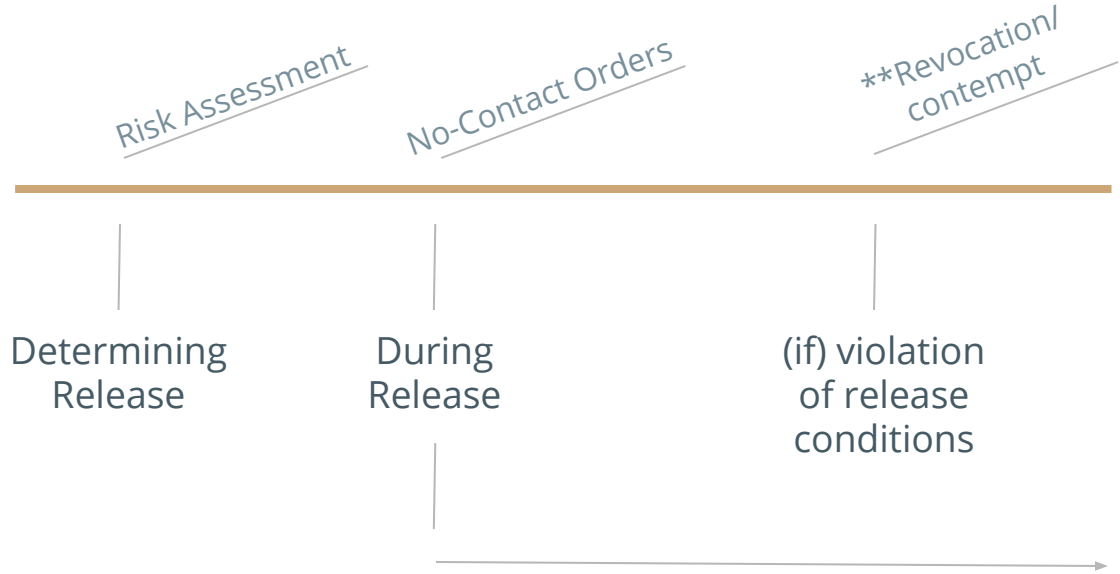 Risk Assessment
No-Contact Orders
**Revocation/
contempt
Determining
Release
During
Release
(if) violation
of release
conditions